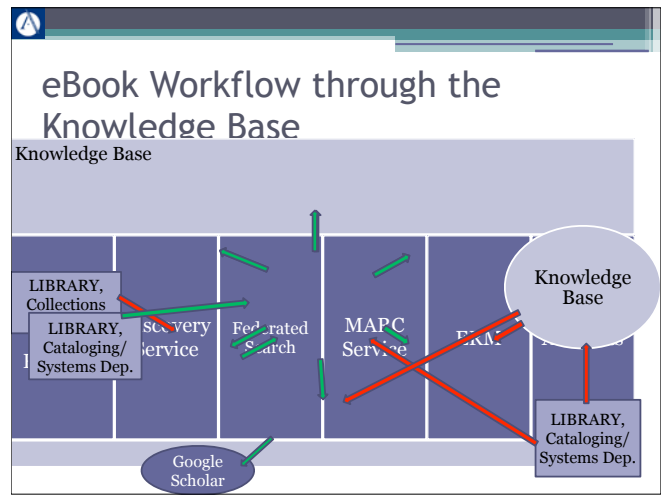 eBook Workflow through the
Knowledge Base
Knowledge Base
LIBRARY,
Collections
LIBRARY,
Cataloging/
Systems Dep.
Service
Federated
Search
MARC
Service
ERM
Knowledge
Base
LIBRARY,
Cataloging/
Systems Dep.
Google
Scholar